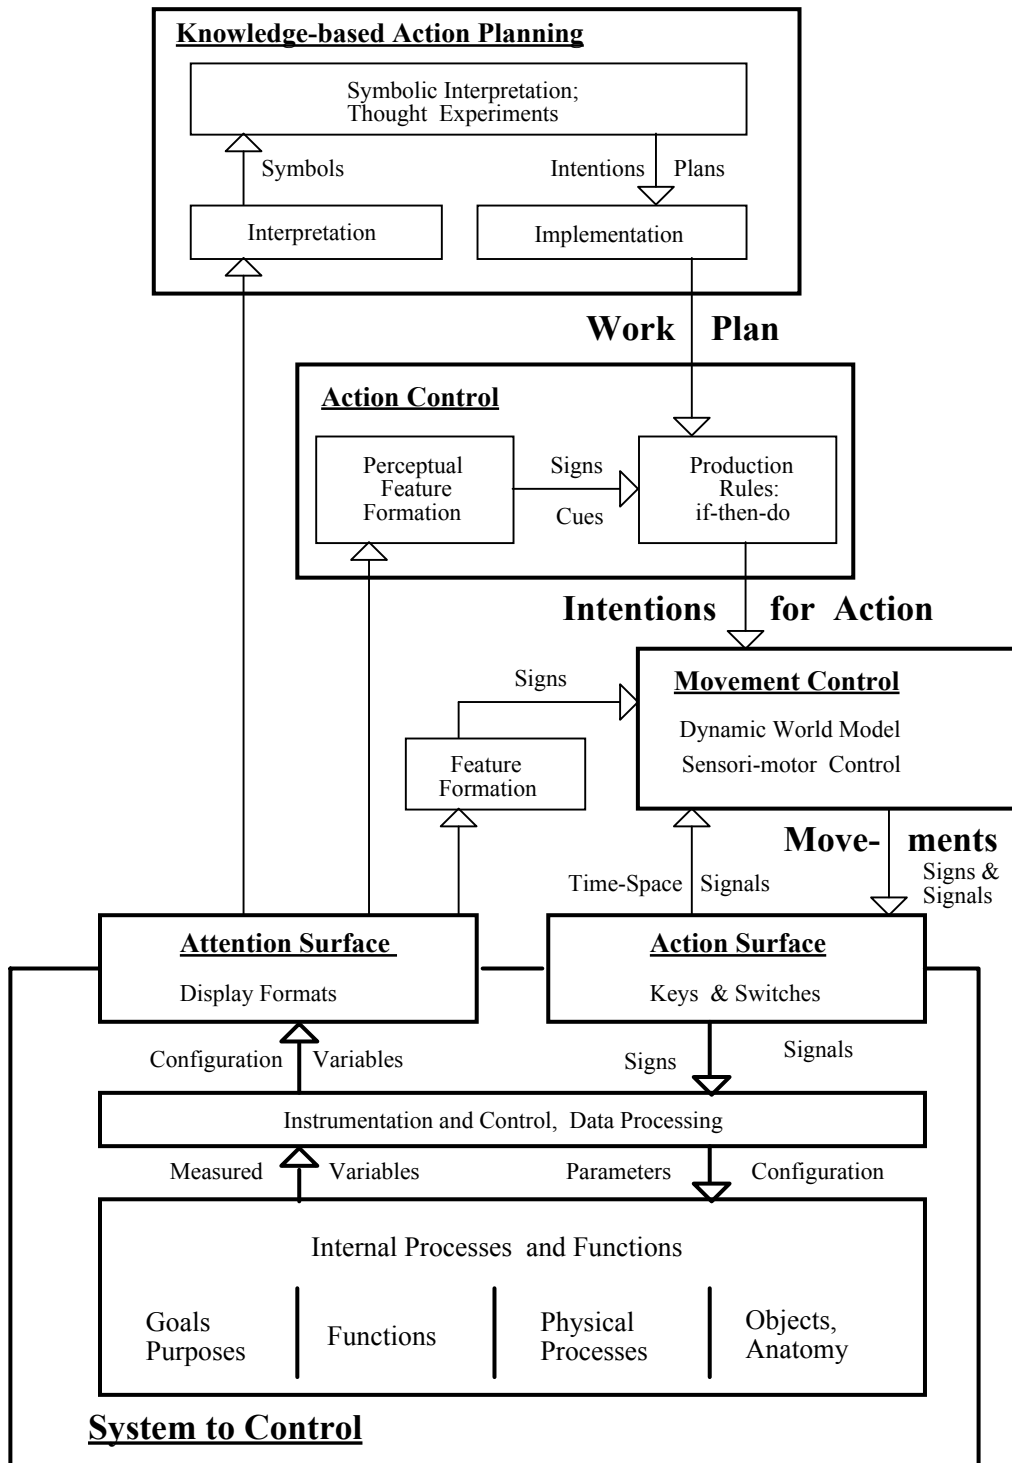 Knowledge-based Action Planning
Symbolic Interpretation;
Thought Experiments
Symbols
Intentions Plans
Interpretation
Implementation
Work Plan
Action Control
Perceptual
Feature
Formation
Signs
Cues
Production
Rules:
if-then-do
Intentions for Action
Signs
Movement Control
Dynamic World Model
Sensori-motor Control
Feature
Formation
Move- ments
Time-Space Signals
Signs &
Signals
Attention Surface
Display Formats
Action Surface
Keys & Switches
Configuration Variables
Signs Signals
Instrumentation and Control, Data Processing
Measured Variables
Parameters Configuration
Internal Processes and Functions
Goals
Purposes
Functions
Physical
Processes
Objects,
Anatomy
System to Control